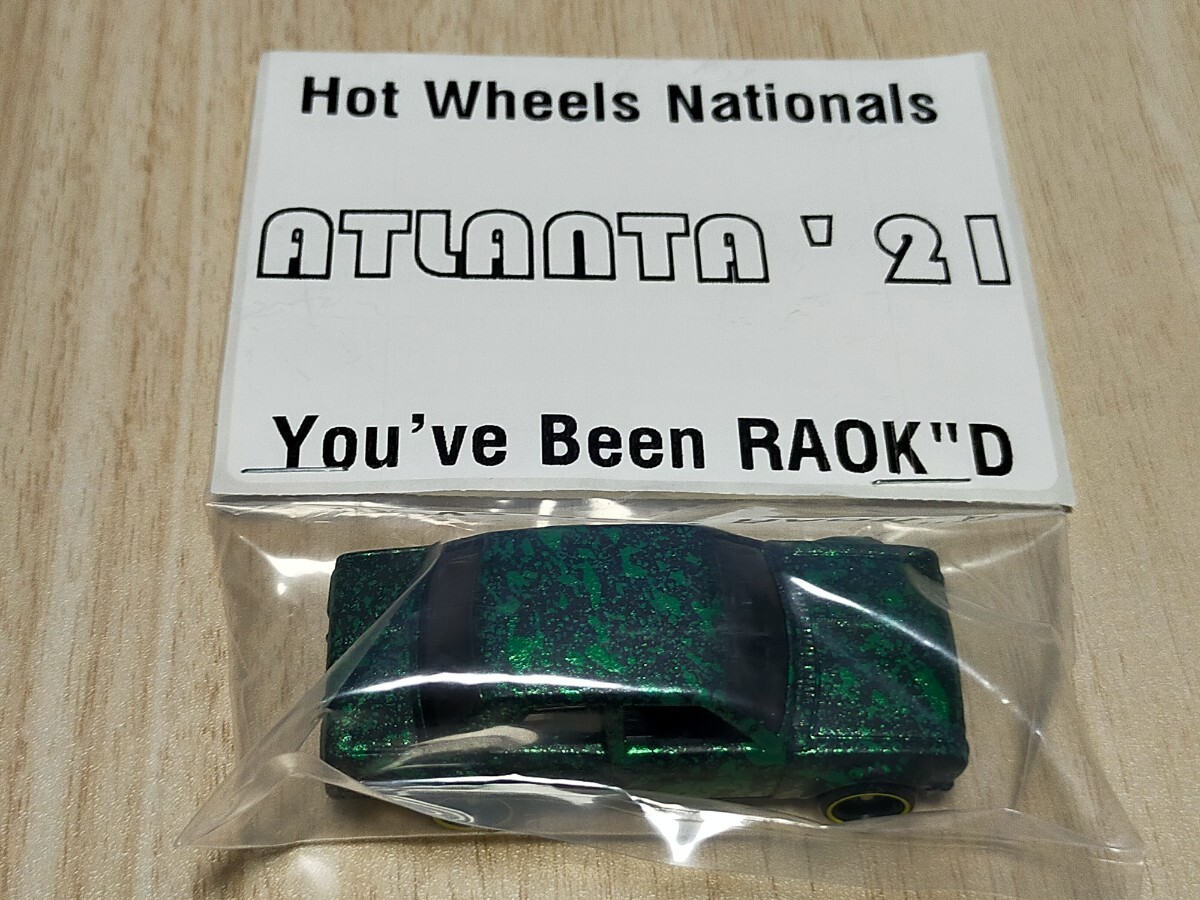 Hot Wheels Nationals
ATLANTA '21
You've Been RAOK"D